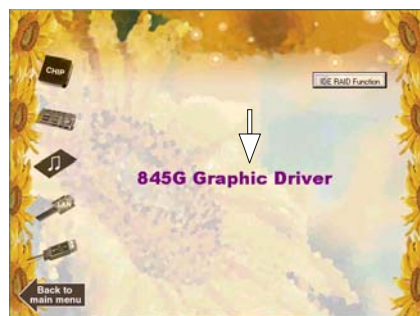 CHIP
IDE RAID Function
845G Graphic Driver
LAN
Back to
main menu